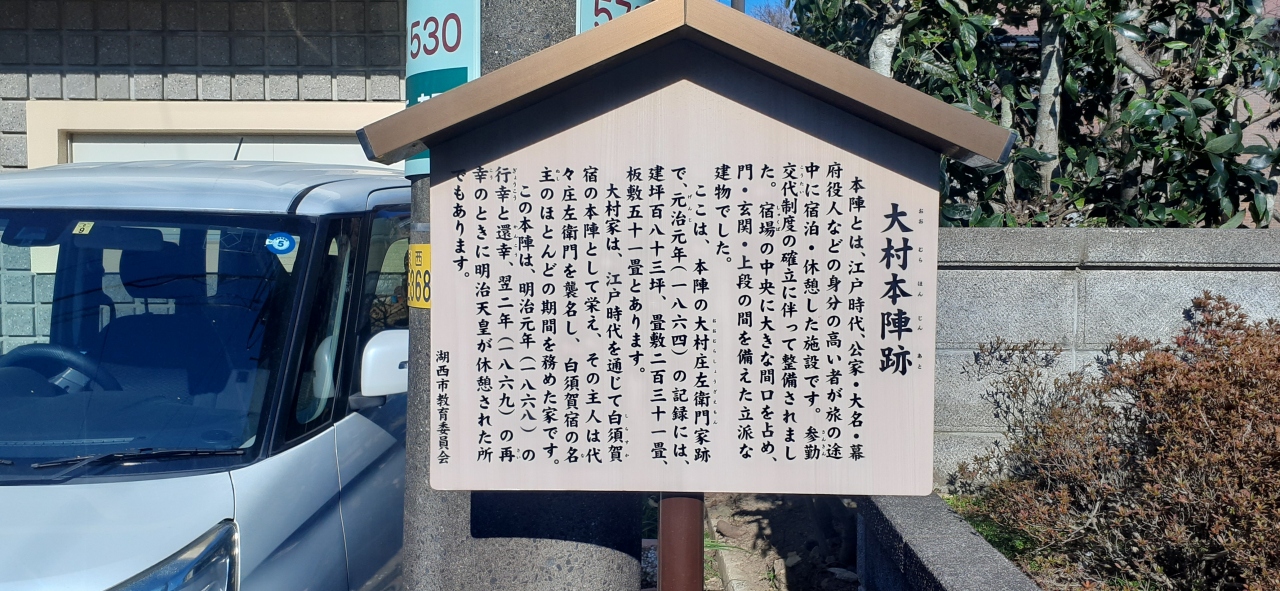 大村本陣跡
おおむらほんじんあと
本陣とは、江戸時代、公家・大名・幕
府役人などの身分の高い者が旅の途
中に宿泊・休憩した施設です。参勤
交代制度の確立に伴って整備されまし
た。宿場の中央に大きな間口を占め、
門・玄関・上段の間を備えた立派な
建物でした。
ここは、本陣の大村庄左衛門家跡
で、元治元年(一八六四)の記録には、
建坪百八十三坪、畳敷二百三十一畳、
板敷五十一畳とあります。
大村家は、江戸時代を通じて白須賀
宿の本陣として栄え、その主人は代
々庄左衛門を襲名し、白須賀宿の名
主のほとんどの期間を務めた家です。
この本陣は、明治元年(一八六八)の
行幸と還幸、翌二年(一八六九)の再
幸のときに明治天皇が休憩された所
でもあります。
湖西市教育委員会
530
西
368